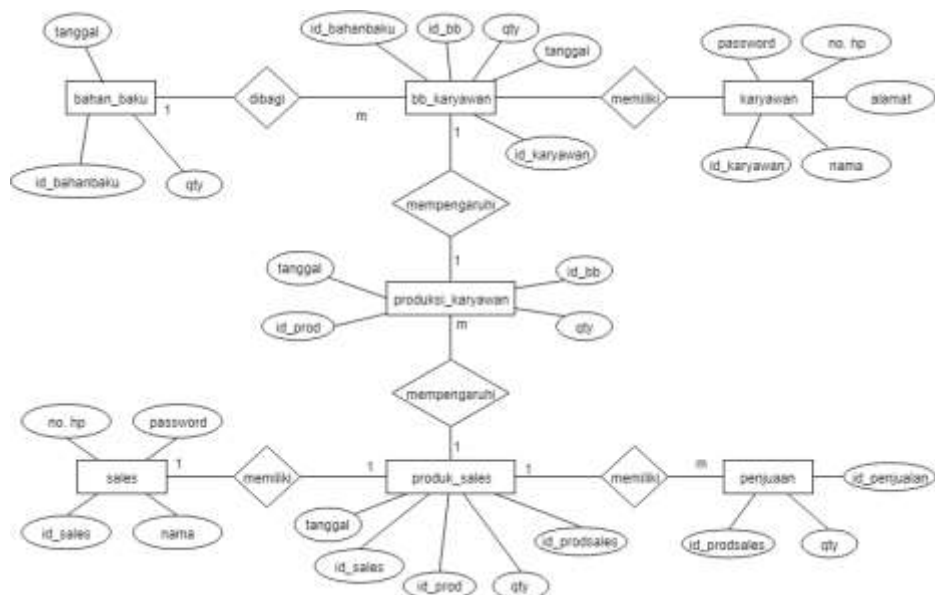 tanggal
id_bahanbaku
id_bb
qty
tanggal
password
no. hp
bahan_baku
1
dibagi
m
bb_karyawan
memiliki
karyawan
alamat
id_bahanbaku
qty
1
id_karyawan
id_karyawan
nama
mempengaruhi
1
tanggal
id_bb
produksi_karyawan
id_prod
m
qty
mempengaruhi
no. hp
password
1
sales
1
memiliki
1
produk_sales
1
memiliki
m
penjuaan
id_penjualan
id_sales
nama
tanggal
id_sales
id_prod
qty
id_prodsales
id_prodsales
qty